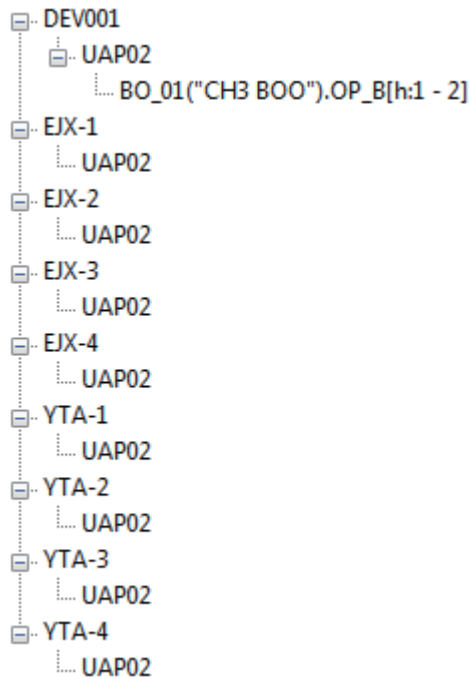 DEV001
UAP02
BO_01("CH3 BOO").OP_B[h:1 - 2]
EJX-1
UAP02
EJX-2
UAP02
EJX-3
UAP02
EJX-4
UAP02
YTA-1
UAP02
YTA-2
UAP02
YTA-3
UAP02
YTA-4
UAP02